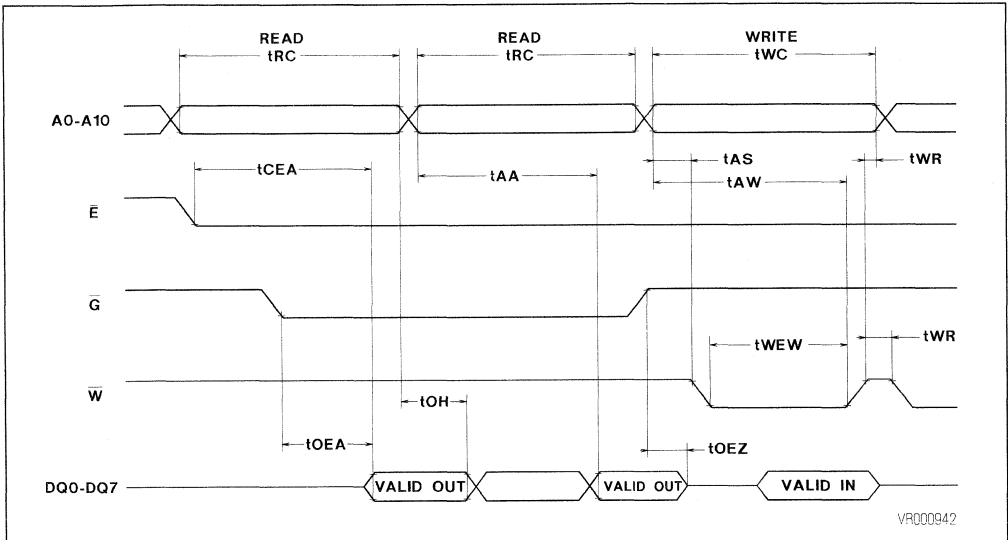 READ READ WRITE
tRC tRC tWC
A0-A10
tAS tWR
tCEA tAA tAW
E̅
G̅
tWEW tWR
W̅
tOH
tOEA tOEZ
DQ0-DQ7 VALID OUT VALID OUT VALID IN
VR000942